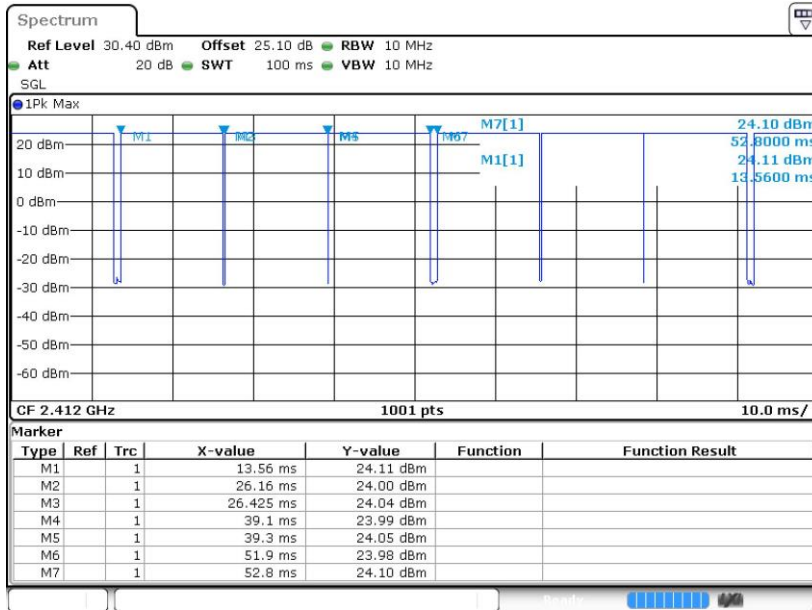 Spectrum
Ref Level 30.40 dBm Offset 25.10 dB RBW 10 MHz
Att 20 dB SWT 100 ms VBW 10 MHz
SGL
1Pk Max
M7[1] 24.10 dBm
52.8000 ms
M1[1] 24.11 dBm
13.5600 ms
M1 M3 M5 M67
20 dBm
10 dBm
0 dBm
-10 dBm
-20 dBm
-30 dBm
-40 dBm
-50 dBm
-60 dBm
CF 2.412 GHz 1001 pts 10.0 ms/
Marker
Type Ref Trc X-value Y-value Function Function Result
M1 1 13.56 ms 24.11 dBm
M2 1 26.16 ms 24.00 dBm
M3 1 26.425 ms 24.04 dBm
M4 1 39.1 ms 23.99 dBm
M5 1 39.3 ms 24.05 dBm
M6 1 51.9 ms 23.98 dBm
M7 1 52.8 ms 24.10 dBm
Ready